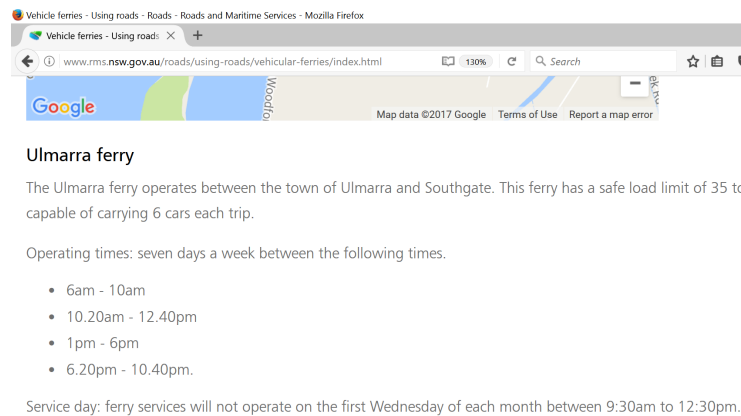 Vehicle ferries - Using roads - Roads - Roads and Maritime Services - Mozilla Firefox
Vehicle ferries - Using roads
www.rms.nsw.gov.au/roads/using-roads/vehicular-ferries/index.html 130% Search
Google
Map data ©2017 Google Terms of Use Report a map error
Ulmarra ferry
The Ulmarra ferry operates between the town of Ulmarra and Southgate. This ferry has a safe load limit of 35
capable of carrying 6 cars each trip.
Operating times: seven days a week between the following times.
• 6am - 10am
• 10.20am - 12.40pm
• 1pm - 6pm
• 6.20pm - 10.40pm.
Service day: ferry services will not operate on the first Wednesday of each month between 9:30am to 12:30pm.